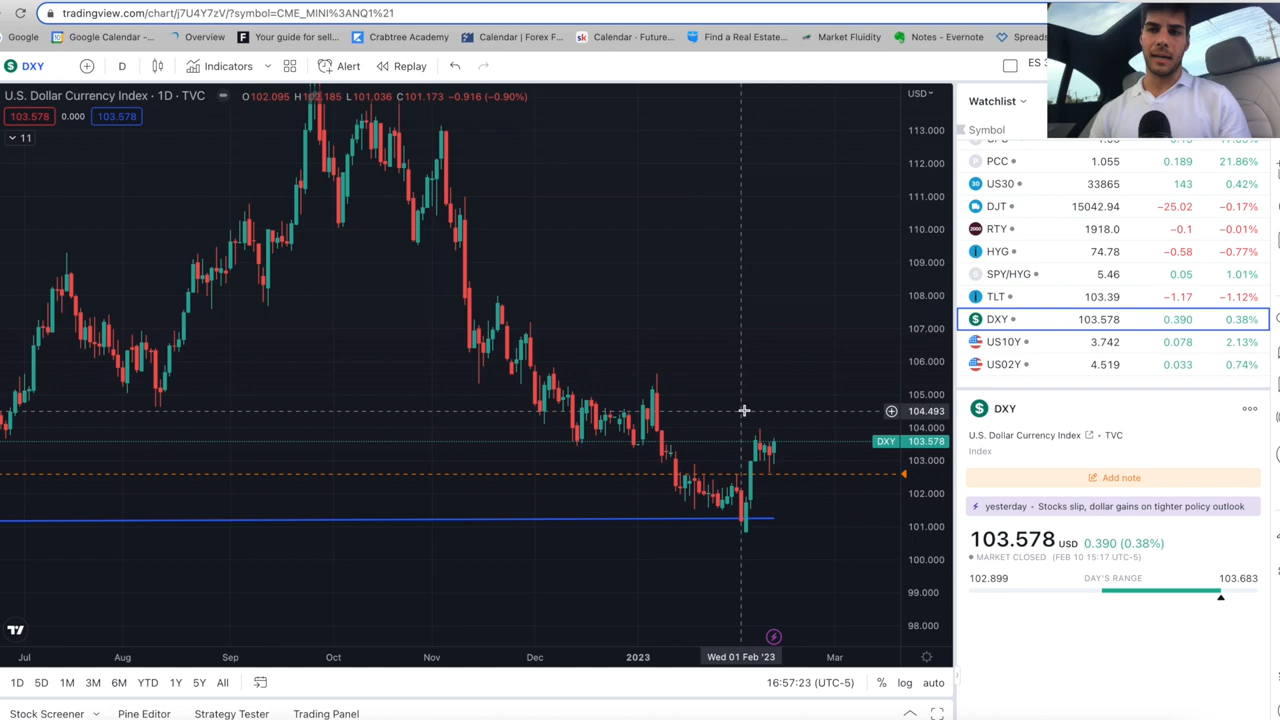 tradingview.com/chart/j7U4Y7zV/?symbol=CME_MINI%3ANQ1%21
Google
Google Calendar -...
Overview
Your guide for sell...
Crabtree Academy
Calendar | Forex F...
Calendar · Future...
Find a Real Estate...
Market Fluidity
Notes - Evernote
Spreads
DXY
D
Indicators
Alert
Replay
ES 3
U.S. Dollar Currency Index · 1D · TVC
O102.095 H102.185 L101.036 C101.173 −0.916 (−0.90%)
103.578
0.000
103.578
11
USD
113.000
112.000
111.000
110.000
109.000
108.000
107.000
106.000
105.000
104.493
104.000
DXY 103.578
103.000
102.000
101.000
100.000
99.000
98.000
Jul
Aug
Sep
Oct
Nov
Dec
2023
Wed 01 Feb '23
Mar
1D
5D
1M
3M
6M
YTD
1Y
5Y
All
16:57:23 (UTC-5)
%
log
auto
Stock Screener
Pine Editor
Strategy Tester
Trading Panel
Watchlist
Symbol
PCC 1.055 0.189 21.86%
30 US30 33865 143 0.42%
DJT 15042.94 −25.02 −0.17%
2000 RTY 1918.0 −0.1 −0.01%
HYG 74.78 −0.58 −0.77%
SPY/HYG 5.46 0.05 1.01%
TLT 103.39 −1.17 −1.12%
DXY 103.578 0.390 0.38%
US10Y 3.742 0.078 2.13%
US02Y 4.519 0.033 0.74%
DXY
U.S. Dollar Currency Index · TVC
Index
Add note
yesterday · Stocks slip, dollar gains on tighter policy outlook
103.578 USD 0.390 (0.38%)
MARKET CLOSED (FEB 10 15:17 UTC-5)
102.899 DAY'S RANGE 103.683